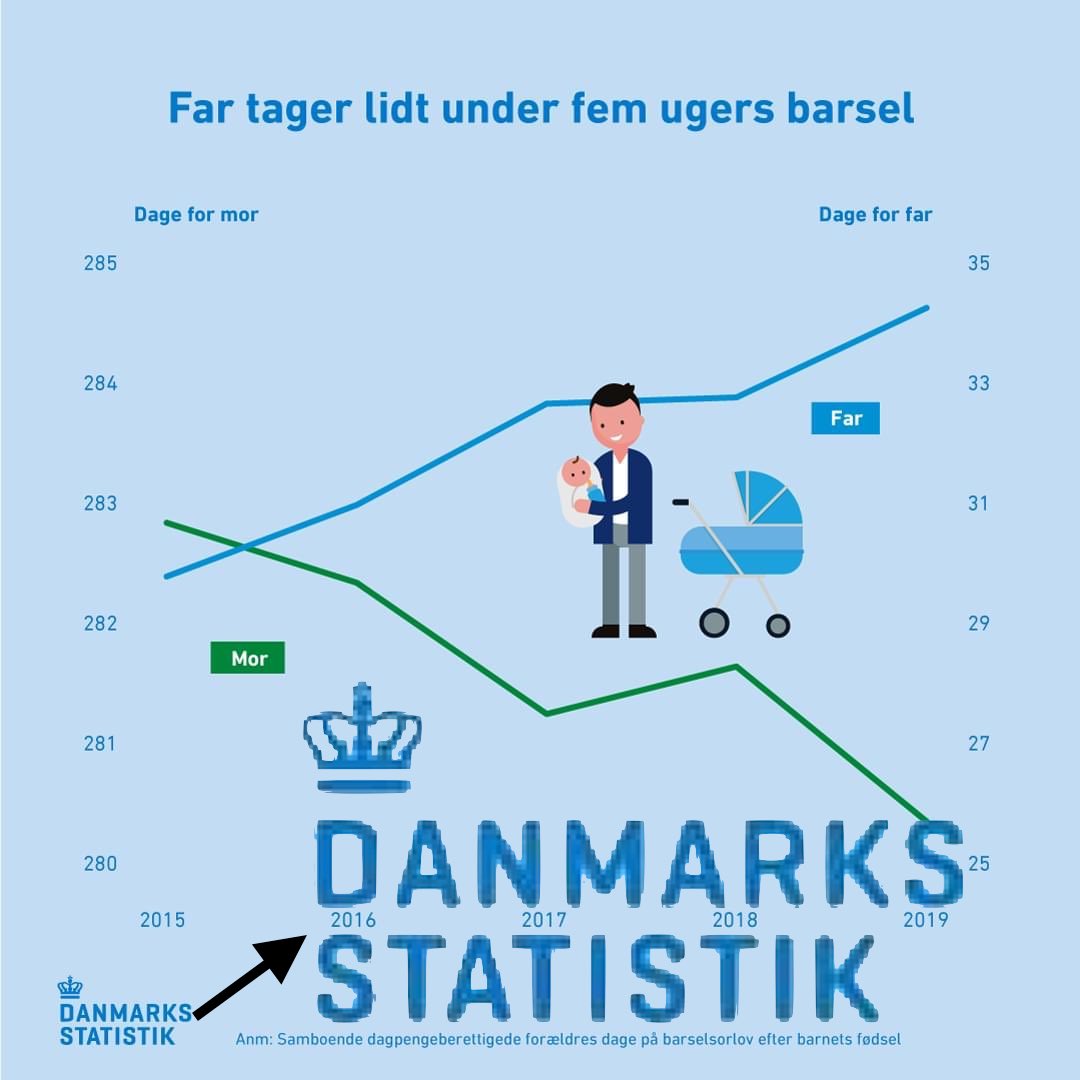 Far tager lidt under fem ugers barsel
Dage for mor
Dage for far
285
35
284
33
Far
283
31
282
29
Mor
281
27
280
25
DANMARKS
STATISTIK
2015
2016
2017
2018
2019
DANMARKS
STATISTIK
Anm: Samboende dagpengeberettigede forældres dage på barselsorlov efter barnets fødsel